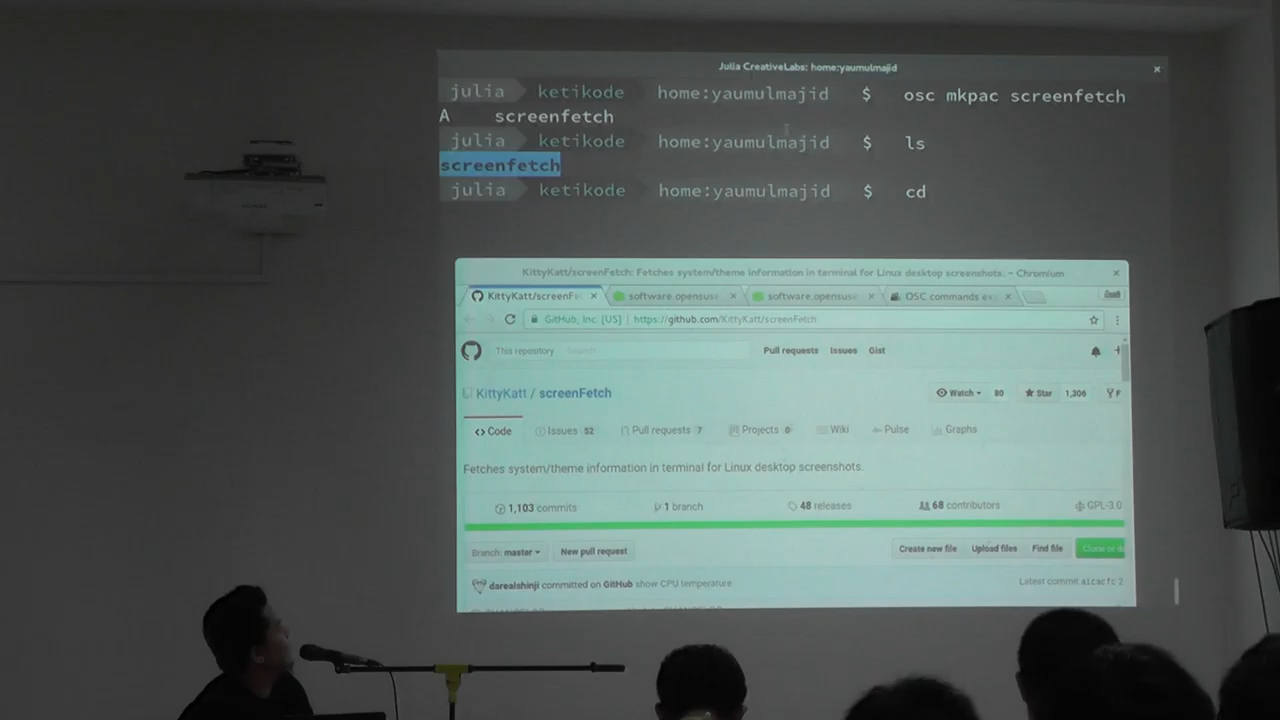 Julia CreativeLabs: home:yaumulmajid ×
julia ketikode home:yaumulmajid $ osc mkpac screenfetch
A screenfetch
julia ketikode home:yaumulmajid $ ls
screenfetch
julia ketikode home:yaumulmajid $ cd
KittyKatt/screenFetch: Fetches system/theme information in terminal for Linux desktop screenshots. - Chromium ×
KittyKatt/screenFe × software.opensuse × software.opensuse × OSC commands ex ×
GitHub, Inc. [US] | https://github.com/KittyKatt/screenFetch
This repository Search Pull requests Issues Gist
KittyKatt / screenFetch Watch 80 Star 1,306 F
Code Issues 52 Pull requests 7 Projects 0 Wiki Pulse Graphs
Fetches system/theme information in terminal for Linux desktop screenshots.
1,103 commits 1 branch 48 releases 68 contributors GPL-3.0
Branch: master New pull request Create new file Upload files Find file Clone or do
darealshinji committed on GitHub show CPU temperature Latest commit